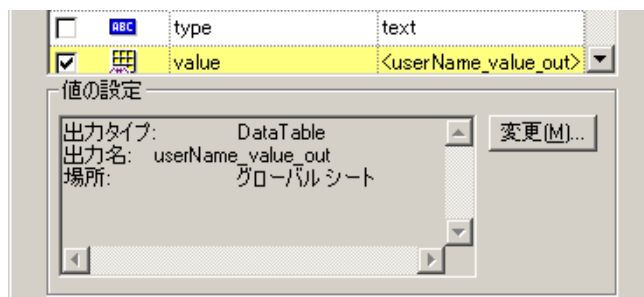 ABC type text
value <userName_value_out>
値の設定
出力タイプ: DataTable
出力名: userName_value_out
場所: グローバル シート
変更(M)...